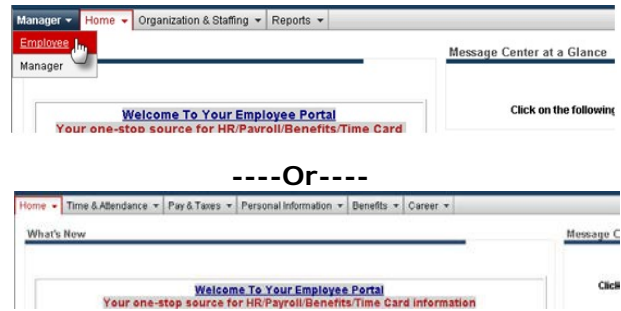 Manager Home Organization & Staffing Reports
Employee
Manager
Message Center at a Glance
Welcome To Your Employee Portal
Your one-stop source for HR/Payroll/Benefits/Time Card
Click on the following
----Or----
Home Time & Attendance Pay & Taxes Personal Information Benefits Career
What's New
Message C
Welcome To Your Employee Portal
Your one-stop source for HR/Payroll/Benefits/Time Card information
Click